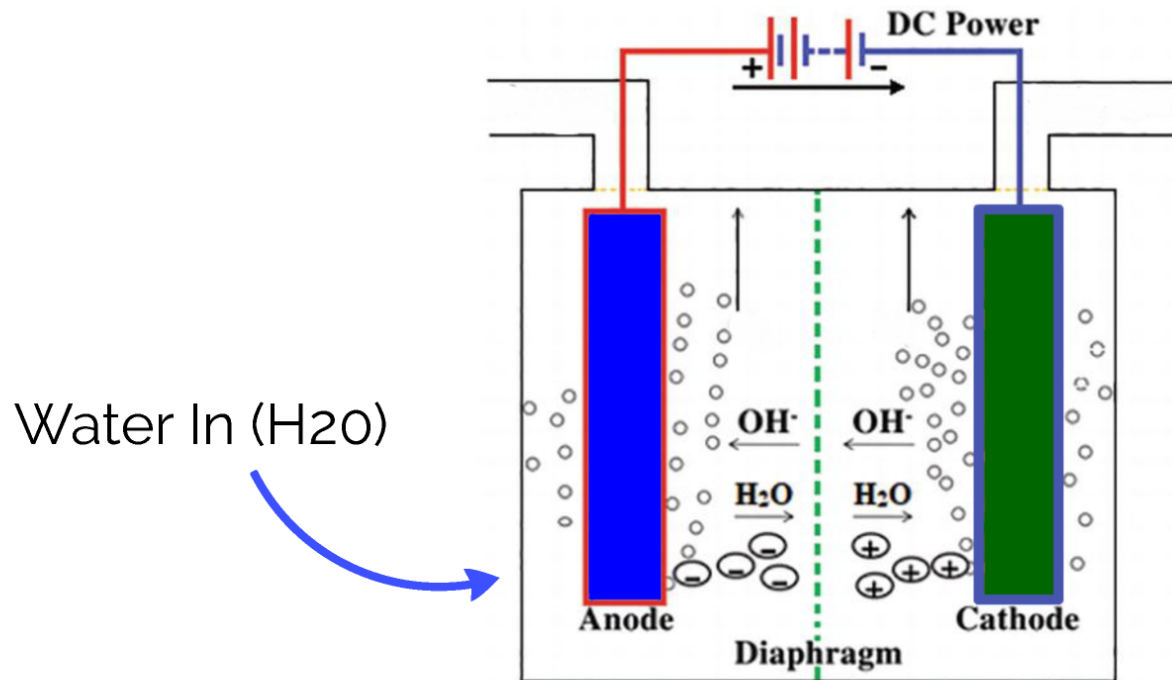 DC Power
+ -
Water In (H20)
OH- OH-
H₂O H₂O
- - - - + + + +
Anode Cathode
Diaphragm